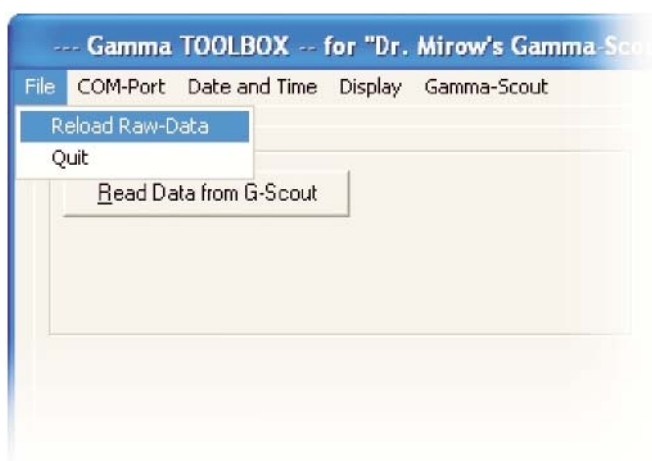 --- Gamma TOOLBOX -- for "Dr. Mirow's Gamma-Sco
File COM-Port Date and Time Display Gamma-Scout
Reload Raw-Data
Quit
Read Data from G-Scout